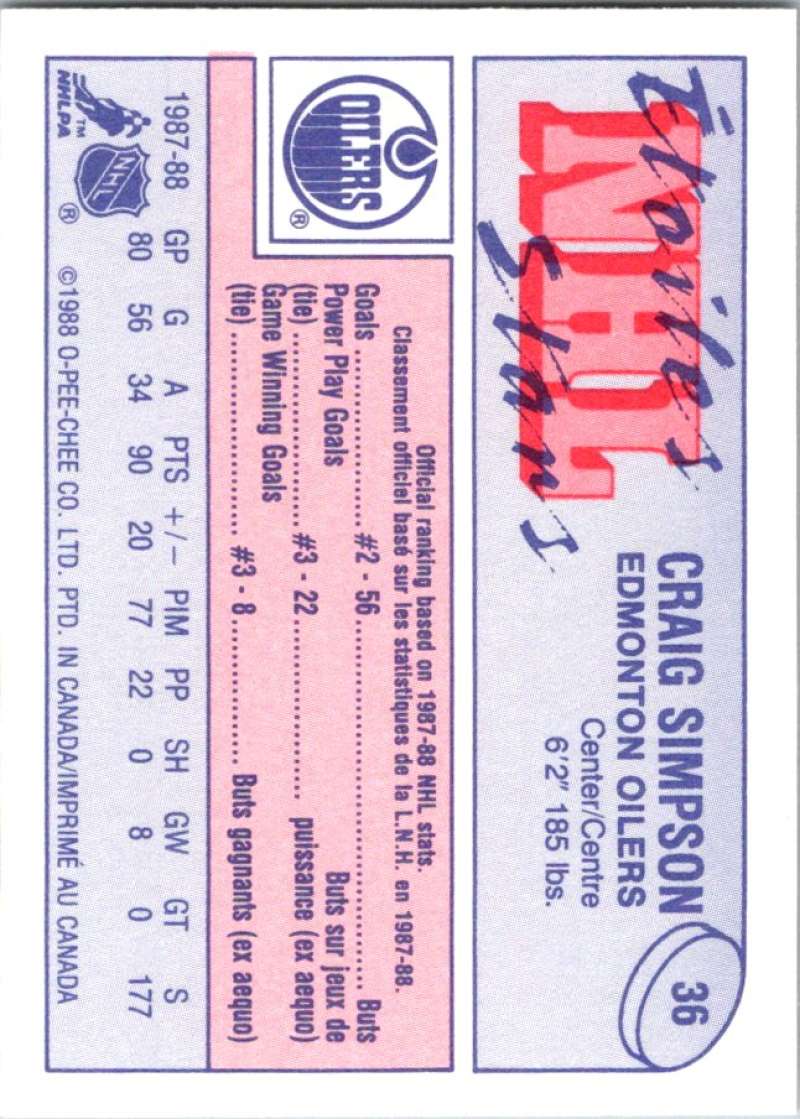 36
Étoiles
NHL
Stars
CRAIG SIMPSON
EDMONTON OILERS
Center/Centre
6'2" 185 lbs.
OILERS
®
Official ranking based on 1987-88 NHL stats.
Classement officiel basé sur les statistiques de la L.N.H. en 1987-88.
Goals .................#2 - 56................................................. Buts
Power Play Goals Buts sur jeux de
(tie) .........................#3 - 22........................ puissance (ex aequo)
Game Winning Goals
(tie) ........................ #3 - 8................... Buts gagnants (ex aequo)
1987-88 GP G A PTS +/− PIM PP SH GW GT S
80 56 34 90 20 77 22 0 8 0 177
NHLPA
TM
NHL
®
©1988 O-PEE-CHEE CO. LTD. PTD. IN CANADA/IMPRIMÉ AU CANADA